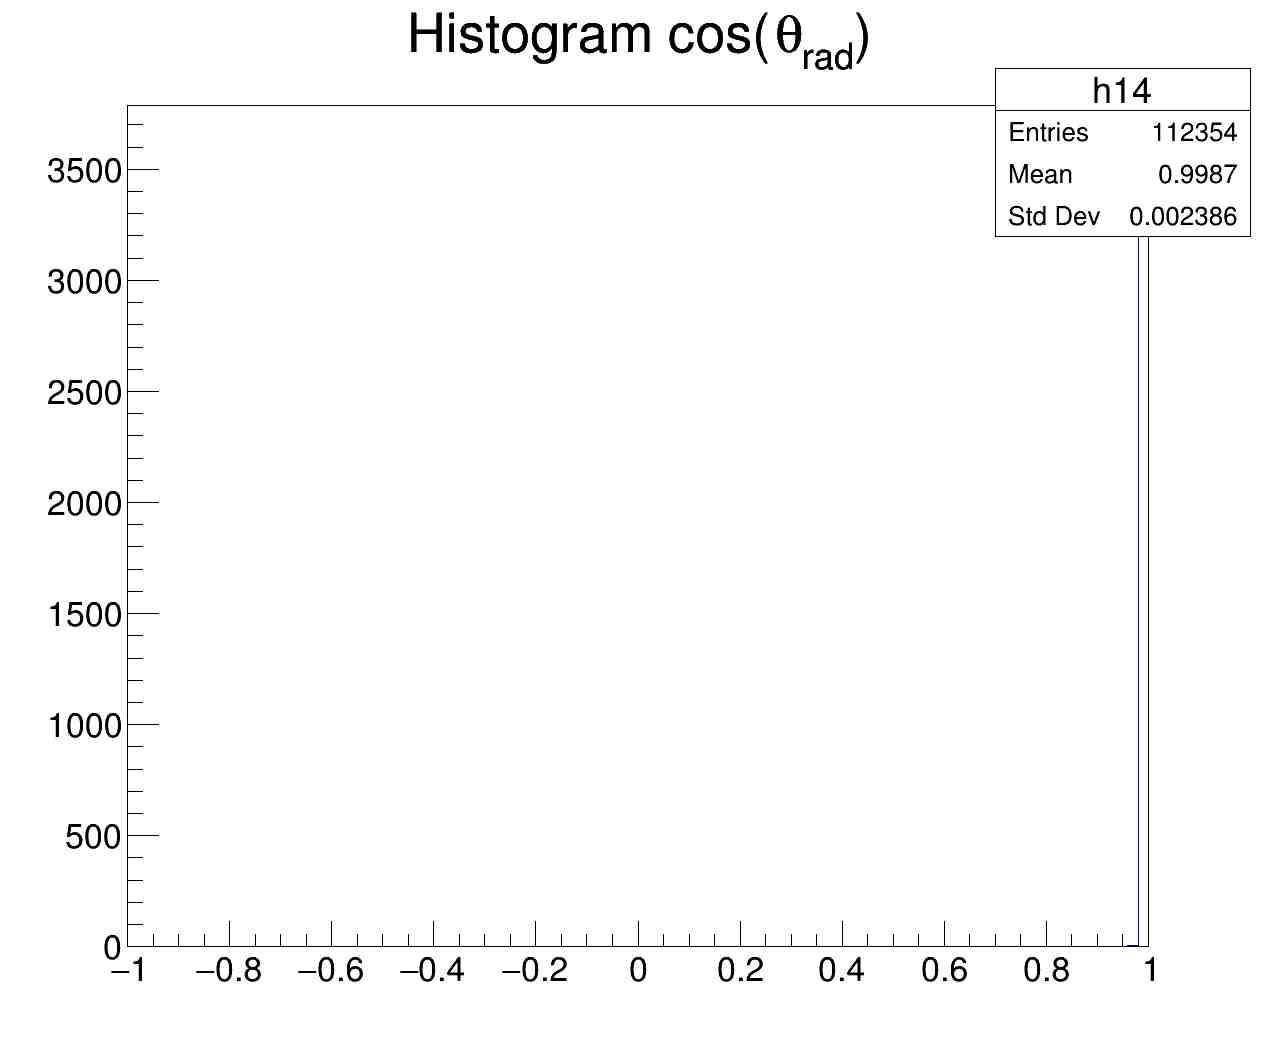 Histogram cos(θrad)
h14
Entries 112354
Mean 0.9987
Std Dev 0.002386
3500
3000
2500
2000
1500
1000
500
0
−1 −0.8 −0.6 −0.4 −0.2 0 0.2 0.4 0.6 0.8 1